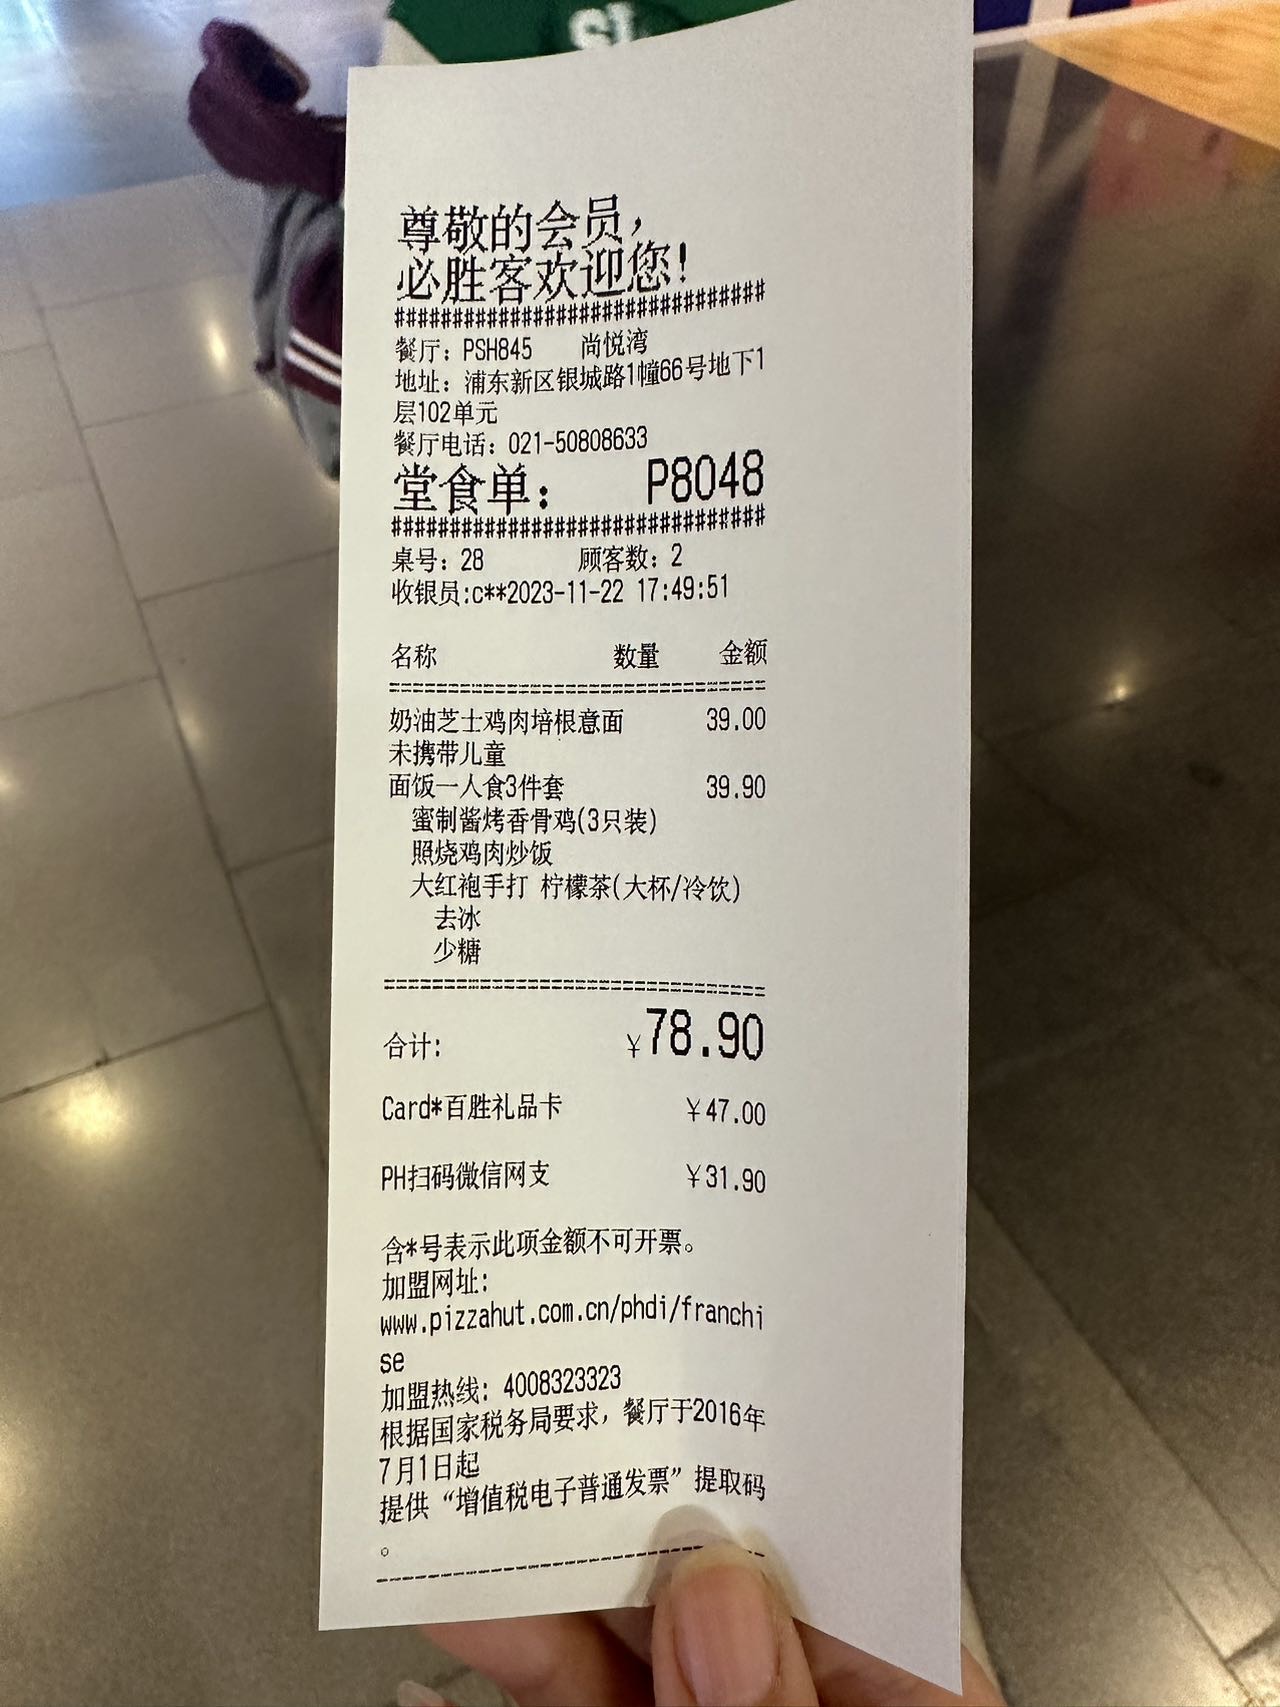 尊敬的会员，
必胜客欢迎您！
################################
餐厅：PSH845 尚悦湾
地址：浦东新区银城路1幢66号地下1
层102单元
餐厅电话：021-50808633
堂食单： P8048
################################
桌号：28 顾客数：2
收银员:c**2023-11-22 17:49:51
名称 数量 金额
================================
奶油芝士鸡肉培根意面 39.00
未携带儿童
面饭一人食3件套 39.90
蜜制酱烤香骨鸡(3只装)
照烧鸡肉炒饭
大红袍手打 柠檬茶(大杯/冷饮)
去冰
少糖
================================
合计: ¥78.90
Card*百胜礼品卡 ¥47.00
PH扫码微信网支 ¥31.90
含*号表示此项金额不可开票。
加盟网址:
www.pizzahut.com.cn/phdi/franchi
se
加盟热线: 4008323323
根据国家税务局要求，餐厅于2016年
7月1日起
提供“增值税电子普通发票”提取码
。
--------------------------------